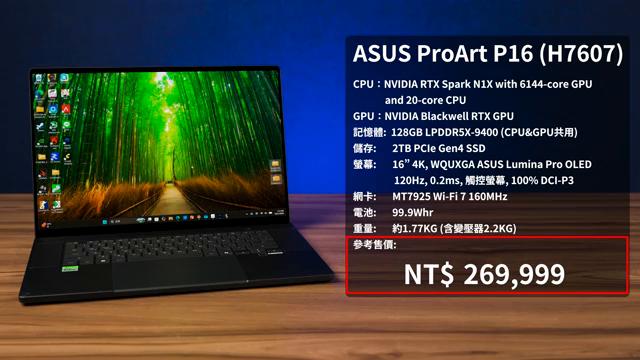 ASUS ProArt P16 (H7607)
CPU：NVIDIA RTX Spark N1X with 6144-core GPU
and 20-core CPU
GPU：NVIDIA Blackwell RTX GPU
記憶體: 128GB LPDDR5X-9400 (CPU&GPU共用)
儲存: 2TB PCIe Gen4 SSD
螢幕: 16” 4K, WQUXGA ASUS Lumina Pro OLED
120Hz, 0.2ms, 觸控螢幕, 100% DCI-P3
網卡: MT7925 Wi-Fi 7 160MHz
電池: 99.9Whr
重量: 約1.77KG (含變壓器2.2KG)
參考售價:
NT$ 269,999